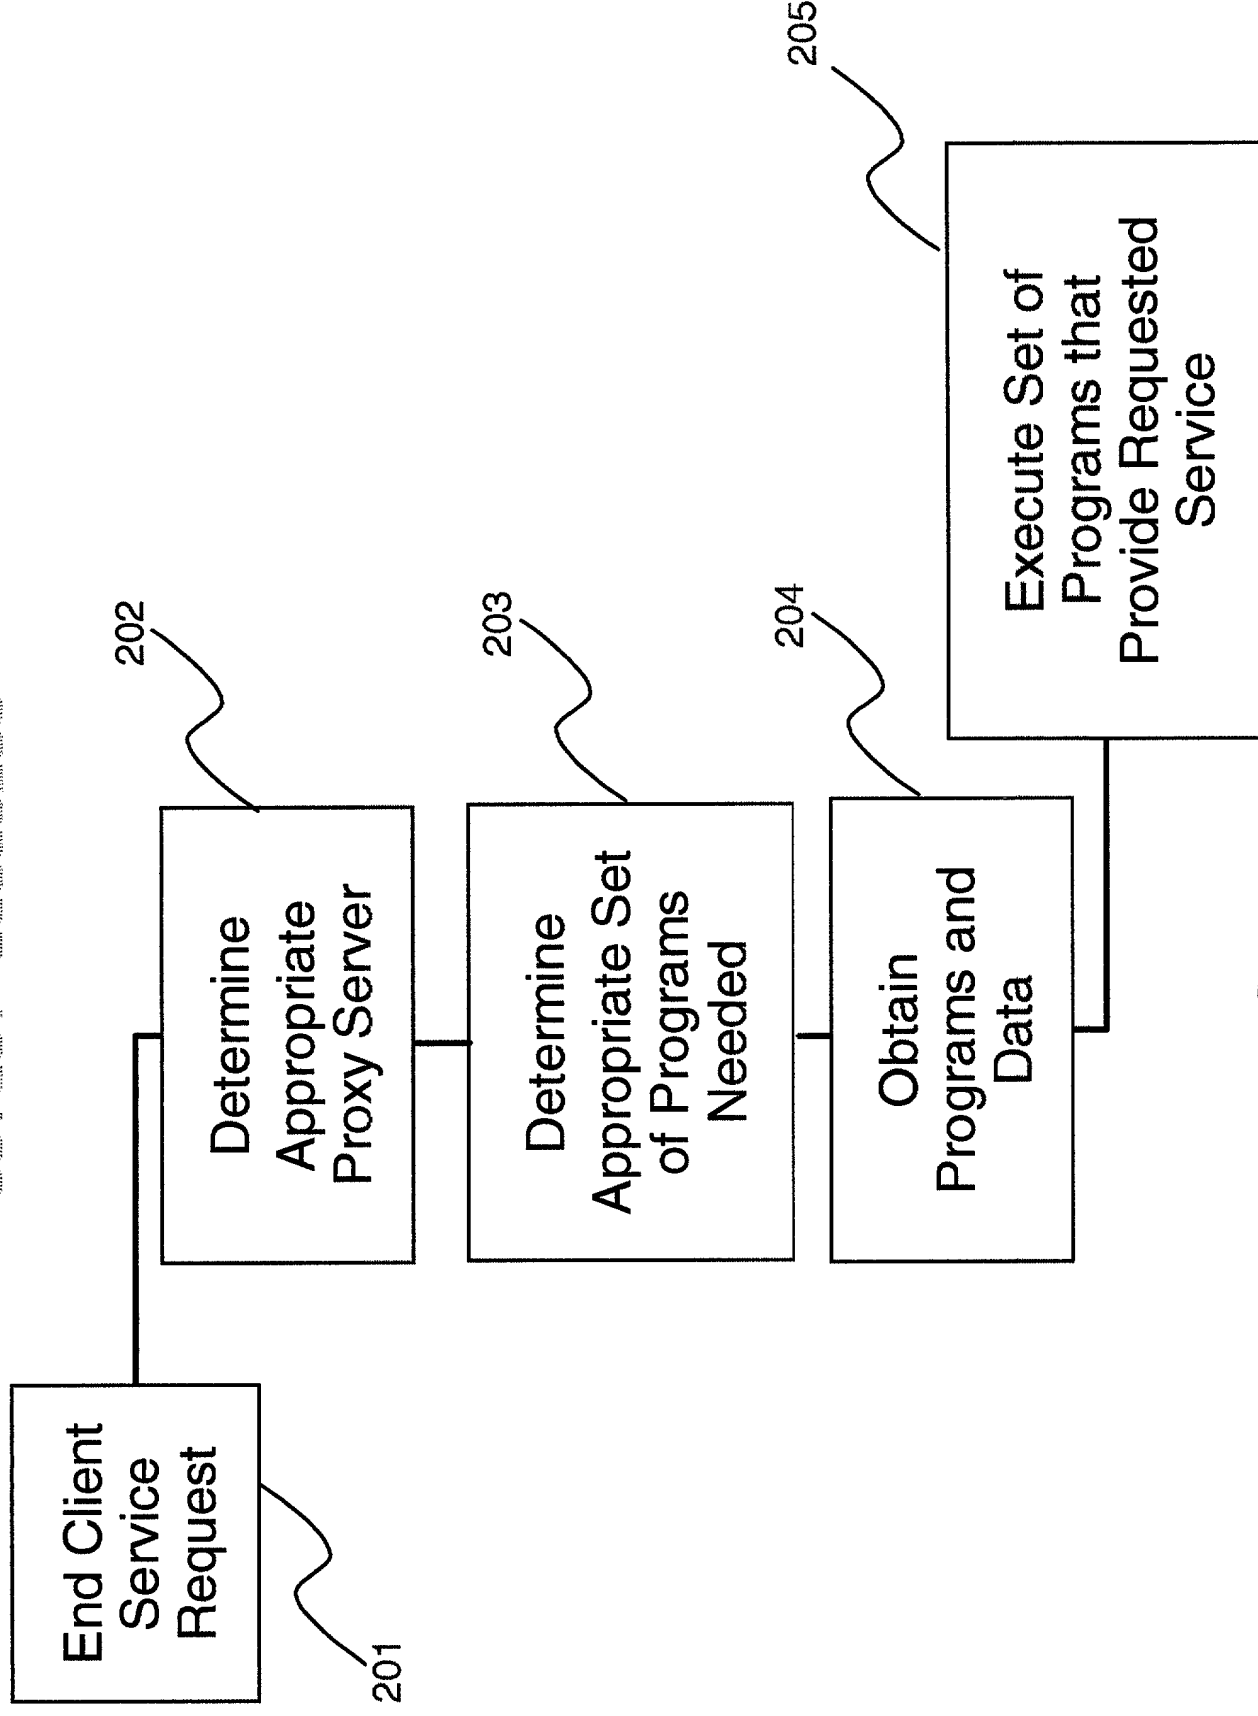 End Client
Service
Request
201
Determine
Appropriate
Proxy Server
202
Determine
Appropriate Set
of Programs
Needed
203
Obtain
Programs and
Data
204
Execute Set of
Programs that
Provide Requested
Service
205